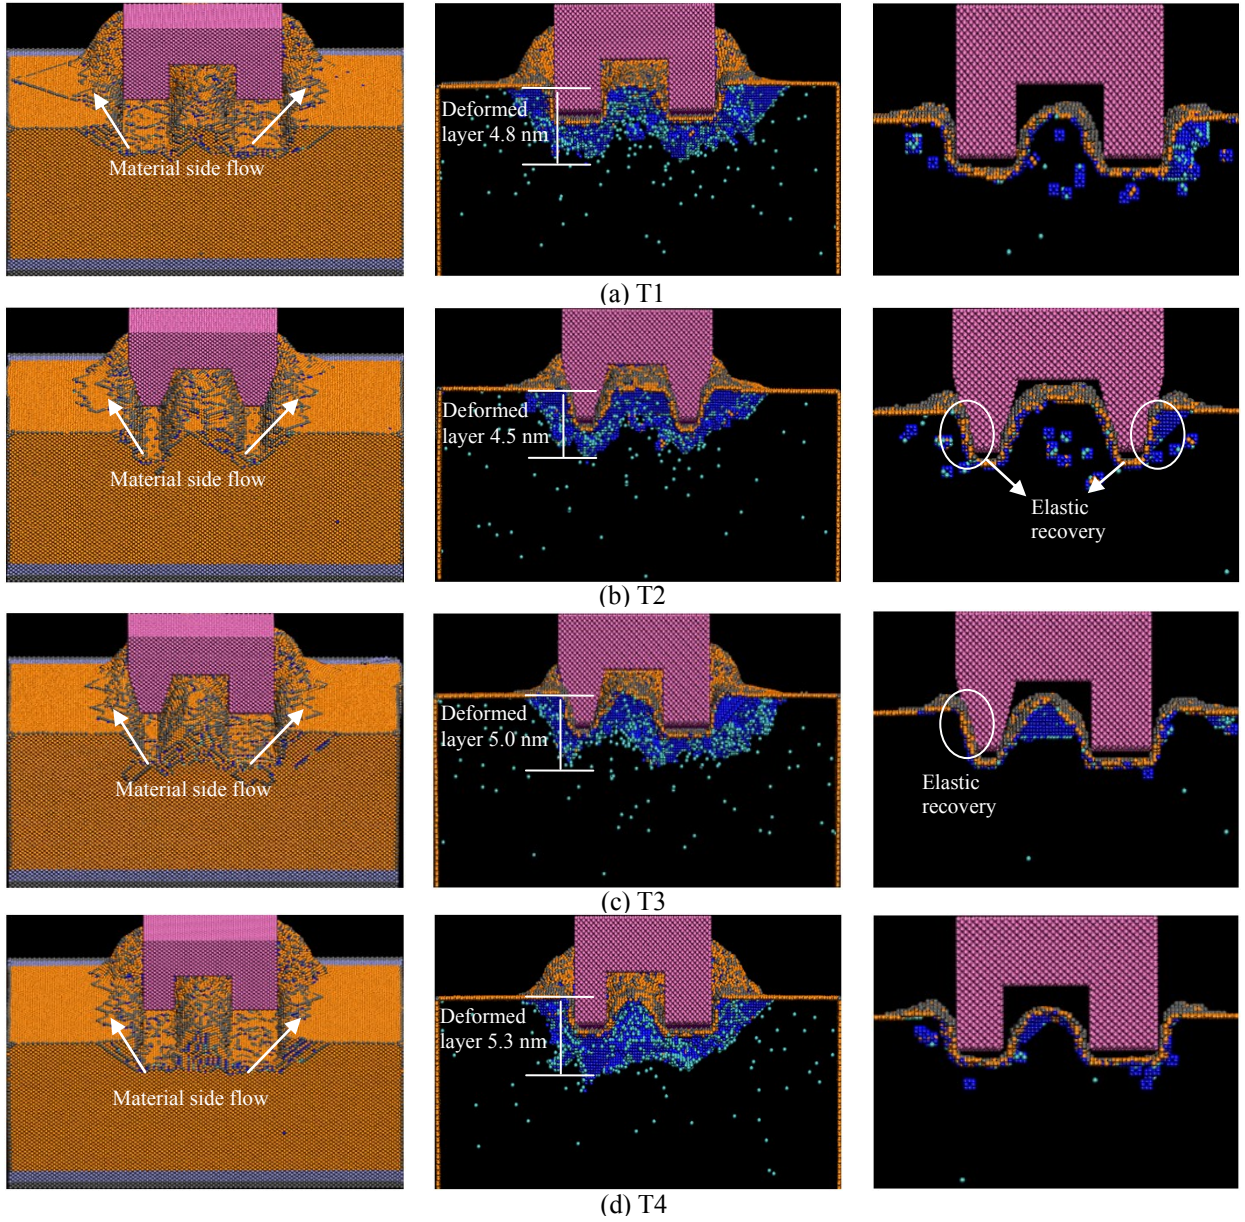 Material side flow
Deformed
layer 4.8 nm
(a) T1
Material side flow
Deformed
layer 4.5 nm
Elastic
recovery
(b) T2
Material side flow
Deformed
layer 5.0 nm
Elastic
recovery
(c) T3
Material side flow
Deformed
layer 5.3 nm
(d) T4